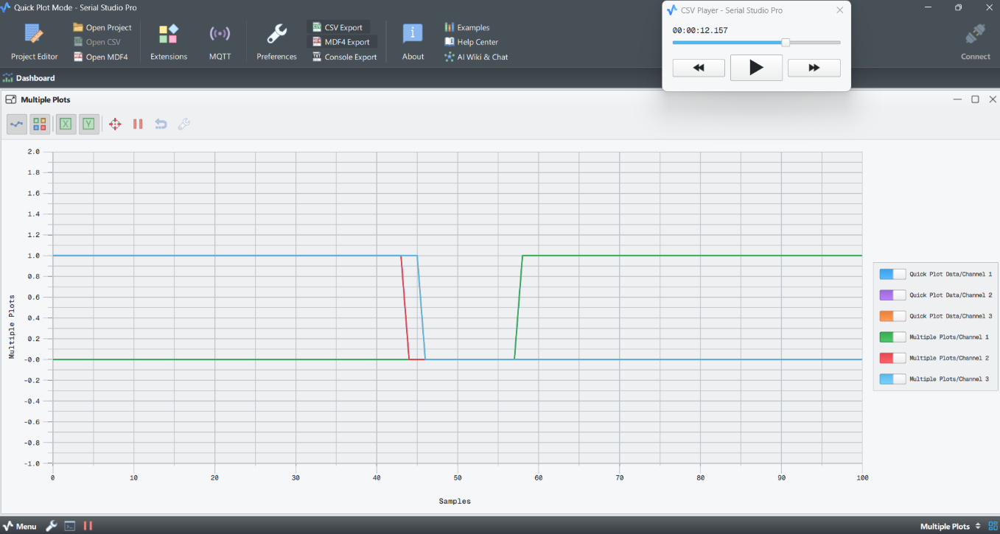 Quick Plot Mode - Serial Studio Pro
CSV Player - Serial Studio Pro
00:00:12.157
Project Editor
Open Project
Open CSV
Open MDF4
Extensions
MQTT
Preferences
CSV Export
MDF4 Export
Console Export
About
Examples
Help Center
AI Wiki & Chat
Connect
Dashboard
Multiple Plots
X
Y
Multiple Plots
2.0
1.8
1.6
1.4
1.2
1.0
0.8
0.6
0.4
0.2
-0.0
-0.2
-0.4
-0.6
-0.8
-1.0
0 10 20 30 40 50 60 70 80 90 100
Samples
Quick Plot Data/Channel 1
Quick Plot Data/Channel 2
Quick Plot Data/Channel 3
Multiple Plots/Channel 1
Multiple Plots/Channel 2
Multiple Plots/Channel 3
Menu
Multiple Plots